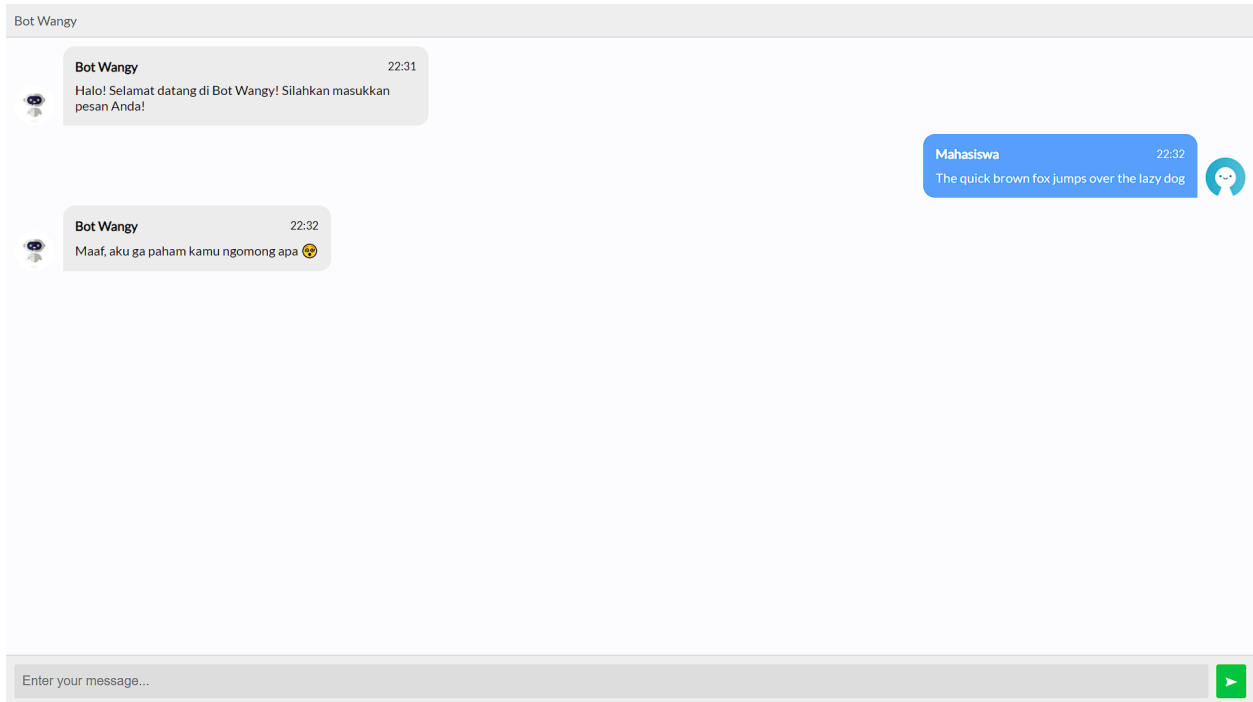 Bot Wangy
Bot Wangy 22:31
Halo! Selamat datang di Bot Wangy! Silahkan masukkan
pesan Anda!
Mahasiswa 22:32
The quick brown fox jumps over the lazy dog
Bot Wangy 22:32
Maaf, aku ga paham kamu ngomong apa 😵
Enter your message...